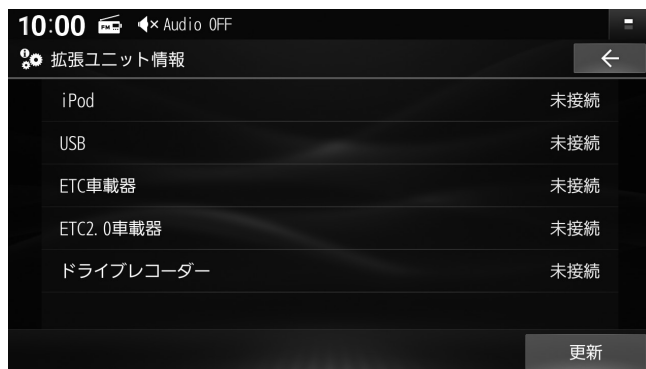 10:00 FM Audio OFF
拡張ユニット情報
iPod 未接続
USB 未接続
ETC車載器 未接続
ETC2.0車載器 未接続
ドライブレコーダー 未接続
更新